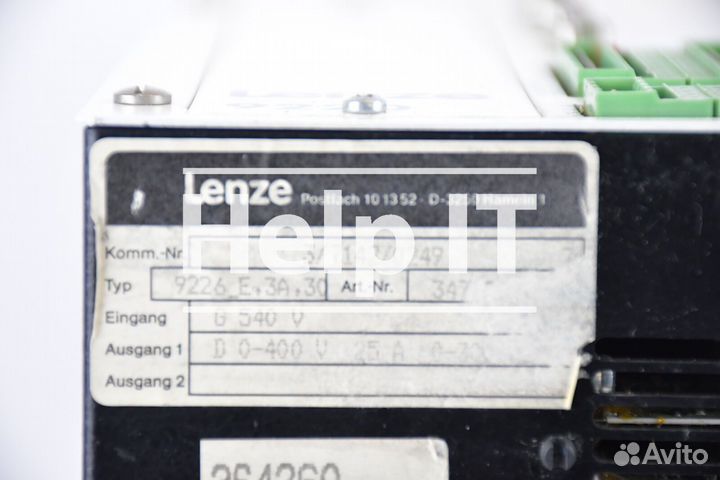 Lenze Postfach 10 13 52 · D-3250 Hameln 1
Help IT
Komm.-Nr.
Typ 9226_E.3A.30 Art.-Nr. 347
Eingang G 540 V
Ausgang 1 D 0-400 V 25 A
Ausgang 2
364260
Avito